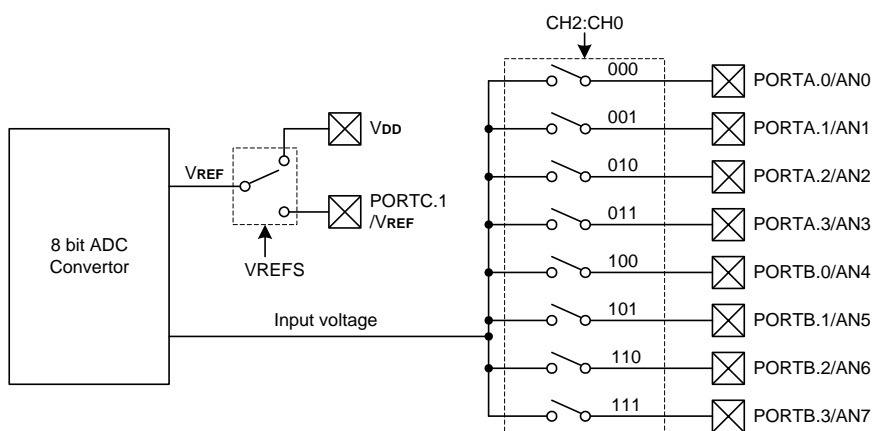 CH2:CH0
000
PORTA.0/AN0
001
PORTA.1/AN1
VDD
010
PORTA.2/AN2
VREF
PORTC.1
/VREF
011
PORTA.3/AN3
8 bit ADC
Convertor
VREFS
100
PORTB.0/AN4
101
PORTB.1/AN5
Input voltage
110
PORTB.2/AN6
111
PORTB.3/AN7